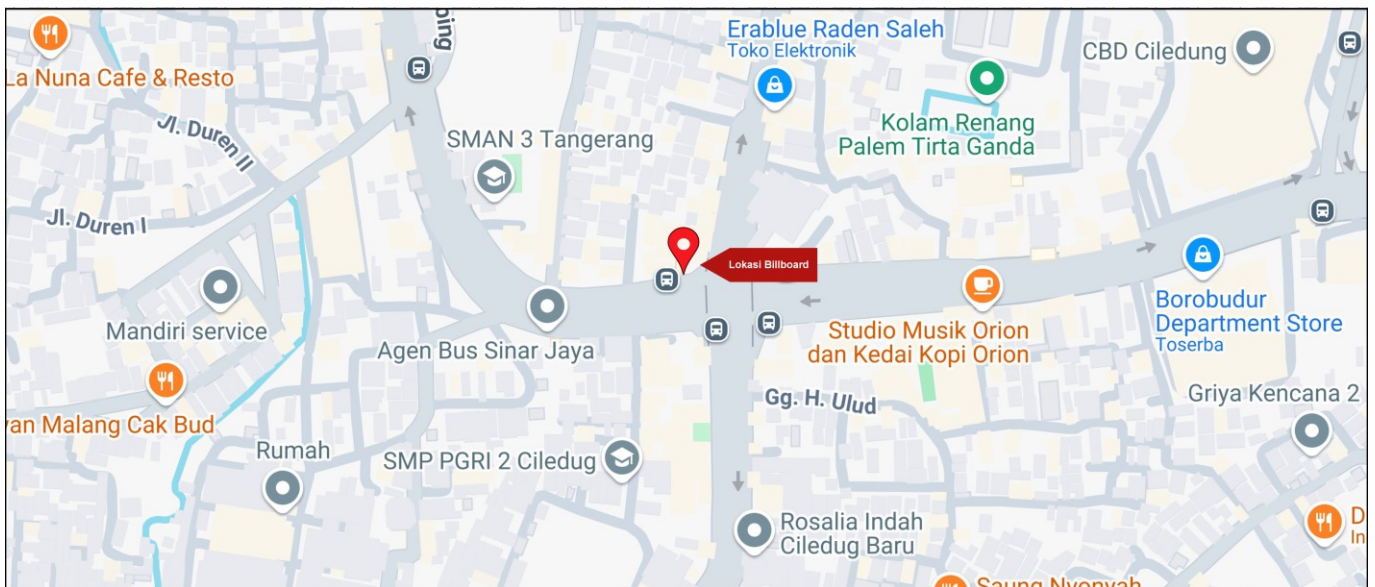 La Nuna Cafe & Resto
ping
Erablue Raden Saleh
Toko Elektronik
CBD Ciledung
Jl. Duren II
SMAN 3 Tangerang
Kolam Renang
Palem Tirta Ganda
Jl. Duren I
Lokasi Billboard
Mandiri service
Agen Bus Sinar Jaya
Studio Musik Orion
dan Kedai Kopi Orion
Borobudur
Department Store
Toserba
Gg. H. Ulud
Griya Kencana 2
yan Malang Cak Bud
Rumah
SMP PGRI 2 Ciledug
Rosalia Indah
Ciledug Baru
D
In
Saung Nyonyah